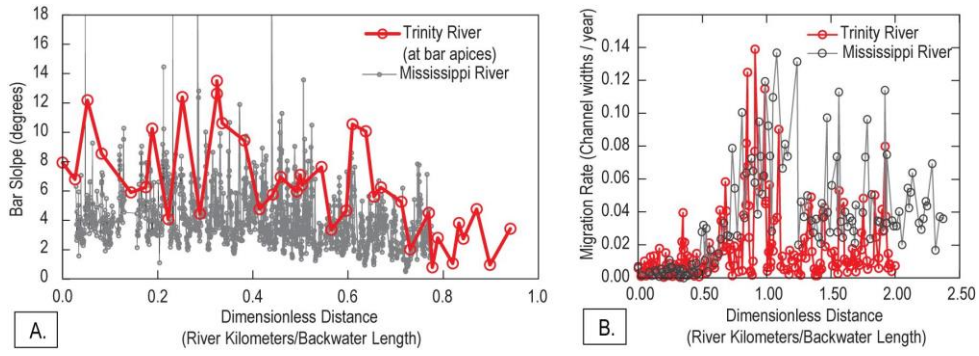 A.
18
16
14
12
10
8
6
4
2
0
Bar Slolpe (degrees)
Trinity River
(at bar apices)
Mississippi River
0.0 0.2 0.4 0.6 0.8 1.0
Dimensionless Distance
(River Kilometers/Backwater Length)
B.
0.14
0.12
0.10
0.08
0.06
0.04
0.02
0.00
Migration Rate (Channel widths / year)
Trinity River
Mississippi River
0.00 0.50 1.00 1.50 2.00 2.50
Dimensionless Distance
(River Kilometers/Backwater Length)